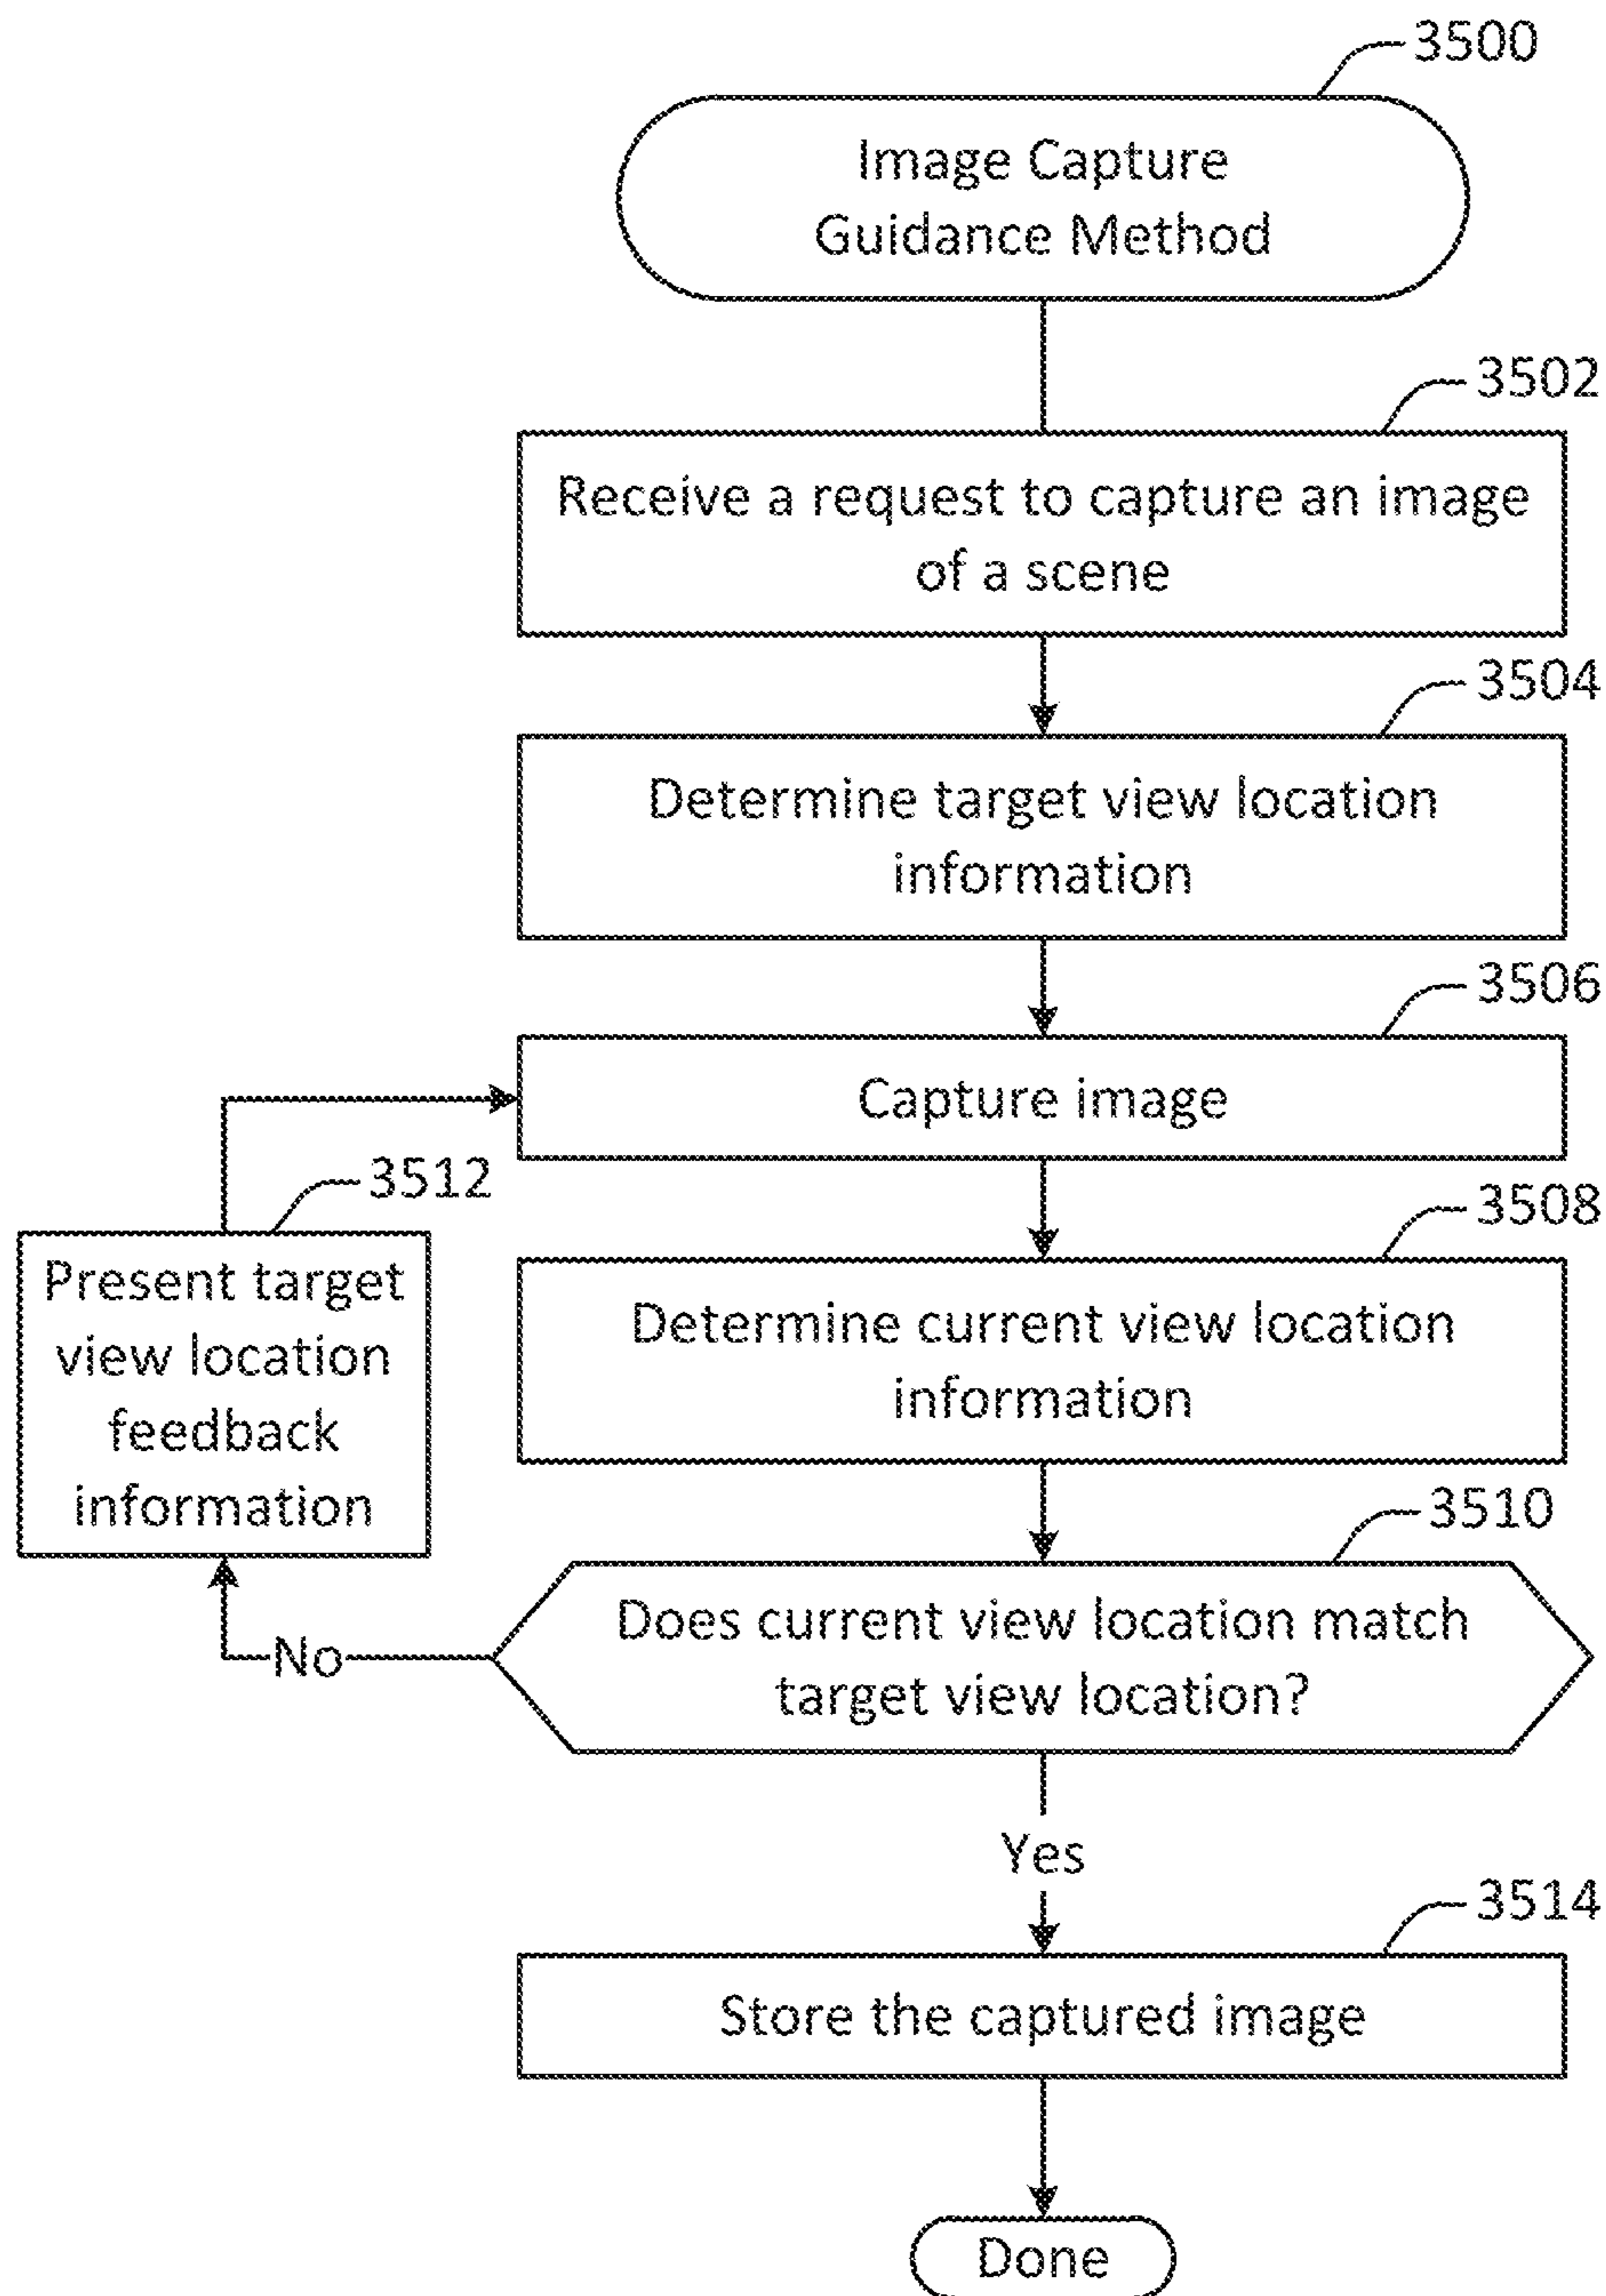 3500
Image Capture
Guidance Method
3502
Receive a request to capture an image
of a scene
3504
Determine target view location
information
3506
Capture image
3512
Present target
view location
feedback
information
3508
Determine current view location
information
3510
Does current view location match
target view location?
No
Yes
3514
Store the captured image
Done